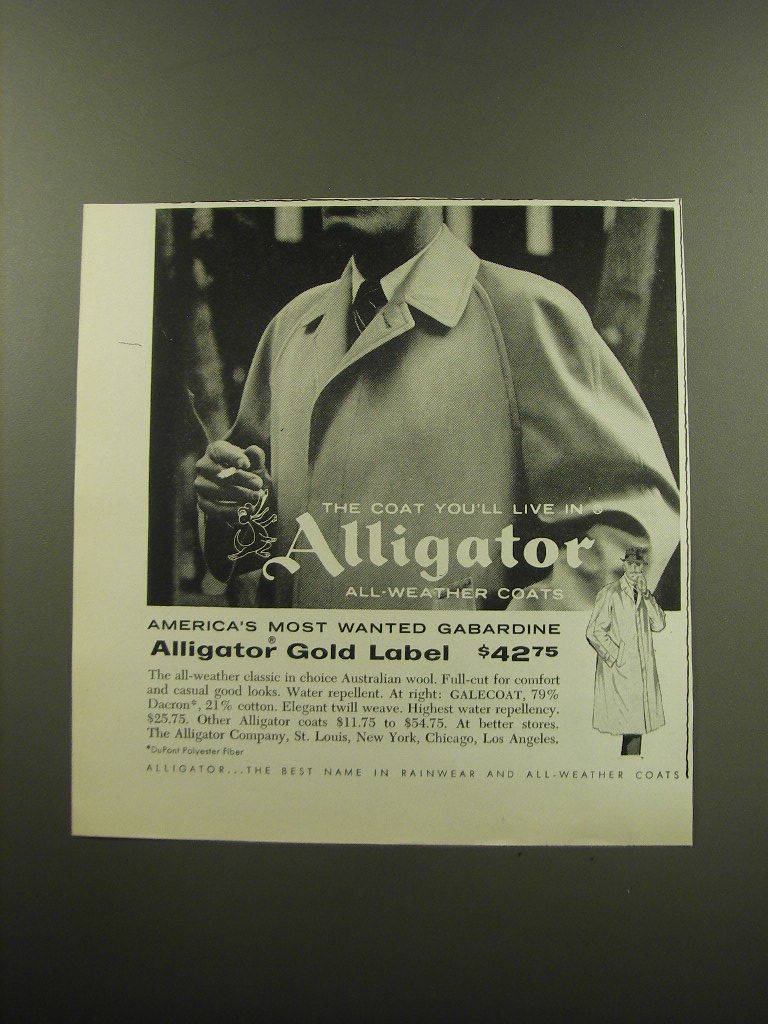 THE COAT YOU'LL LIVE IN ®
Alligator
ALL-WEATHER COATS
AMERICA'S MOST WANTED GABARDINE
Alligator® Gold Label $4275
The all-weather classic in choice Australian wool. Full-cut for comfort
and casual good looks. Water repellent. At right: GALECOAT, 79%
Dacron*, 21% cotton. Elegant twill weave. Highest water repellency.
$25.75. Other Alligator coats $11.75 to $54.75. At better stores.
The Alligator Company, St. Louis, New York, Chicago, Los Angeles.
*DuPont Polyester Fiber
ALLIGATOR...THE BEST NAME IN RAINWEAR AND ALL-WEATHER COATS